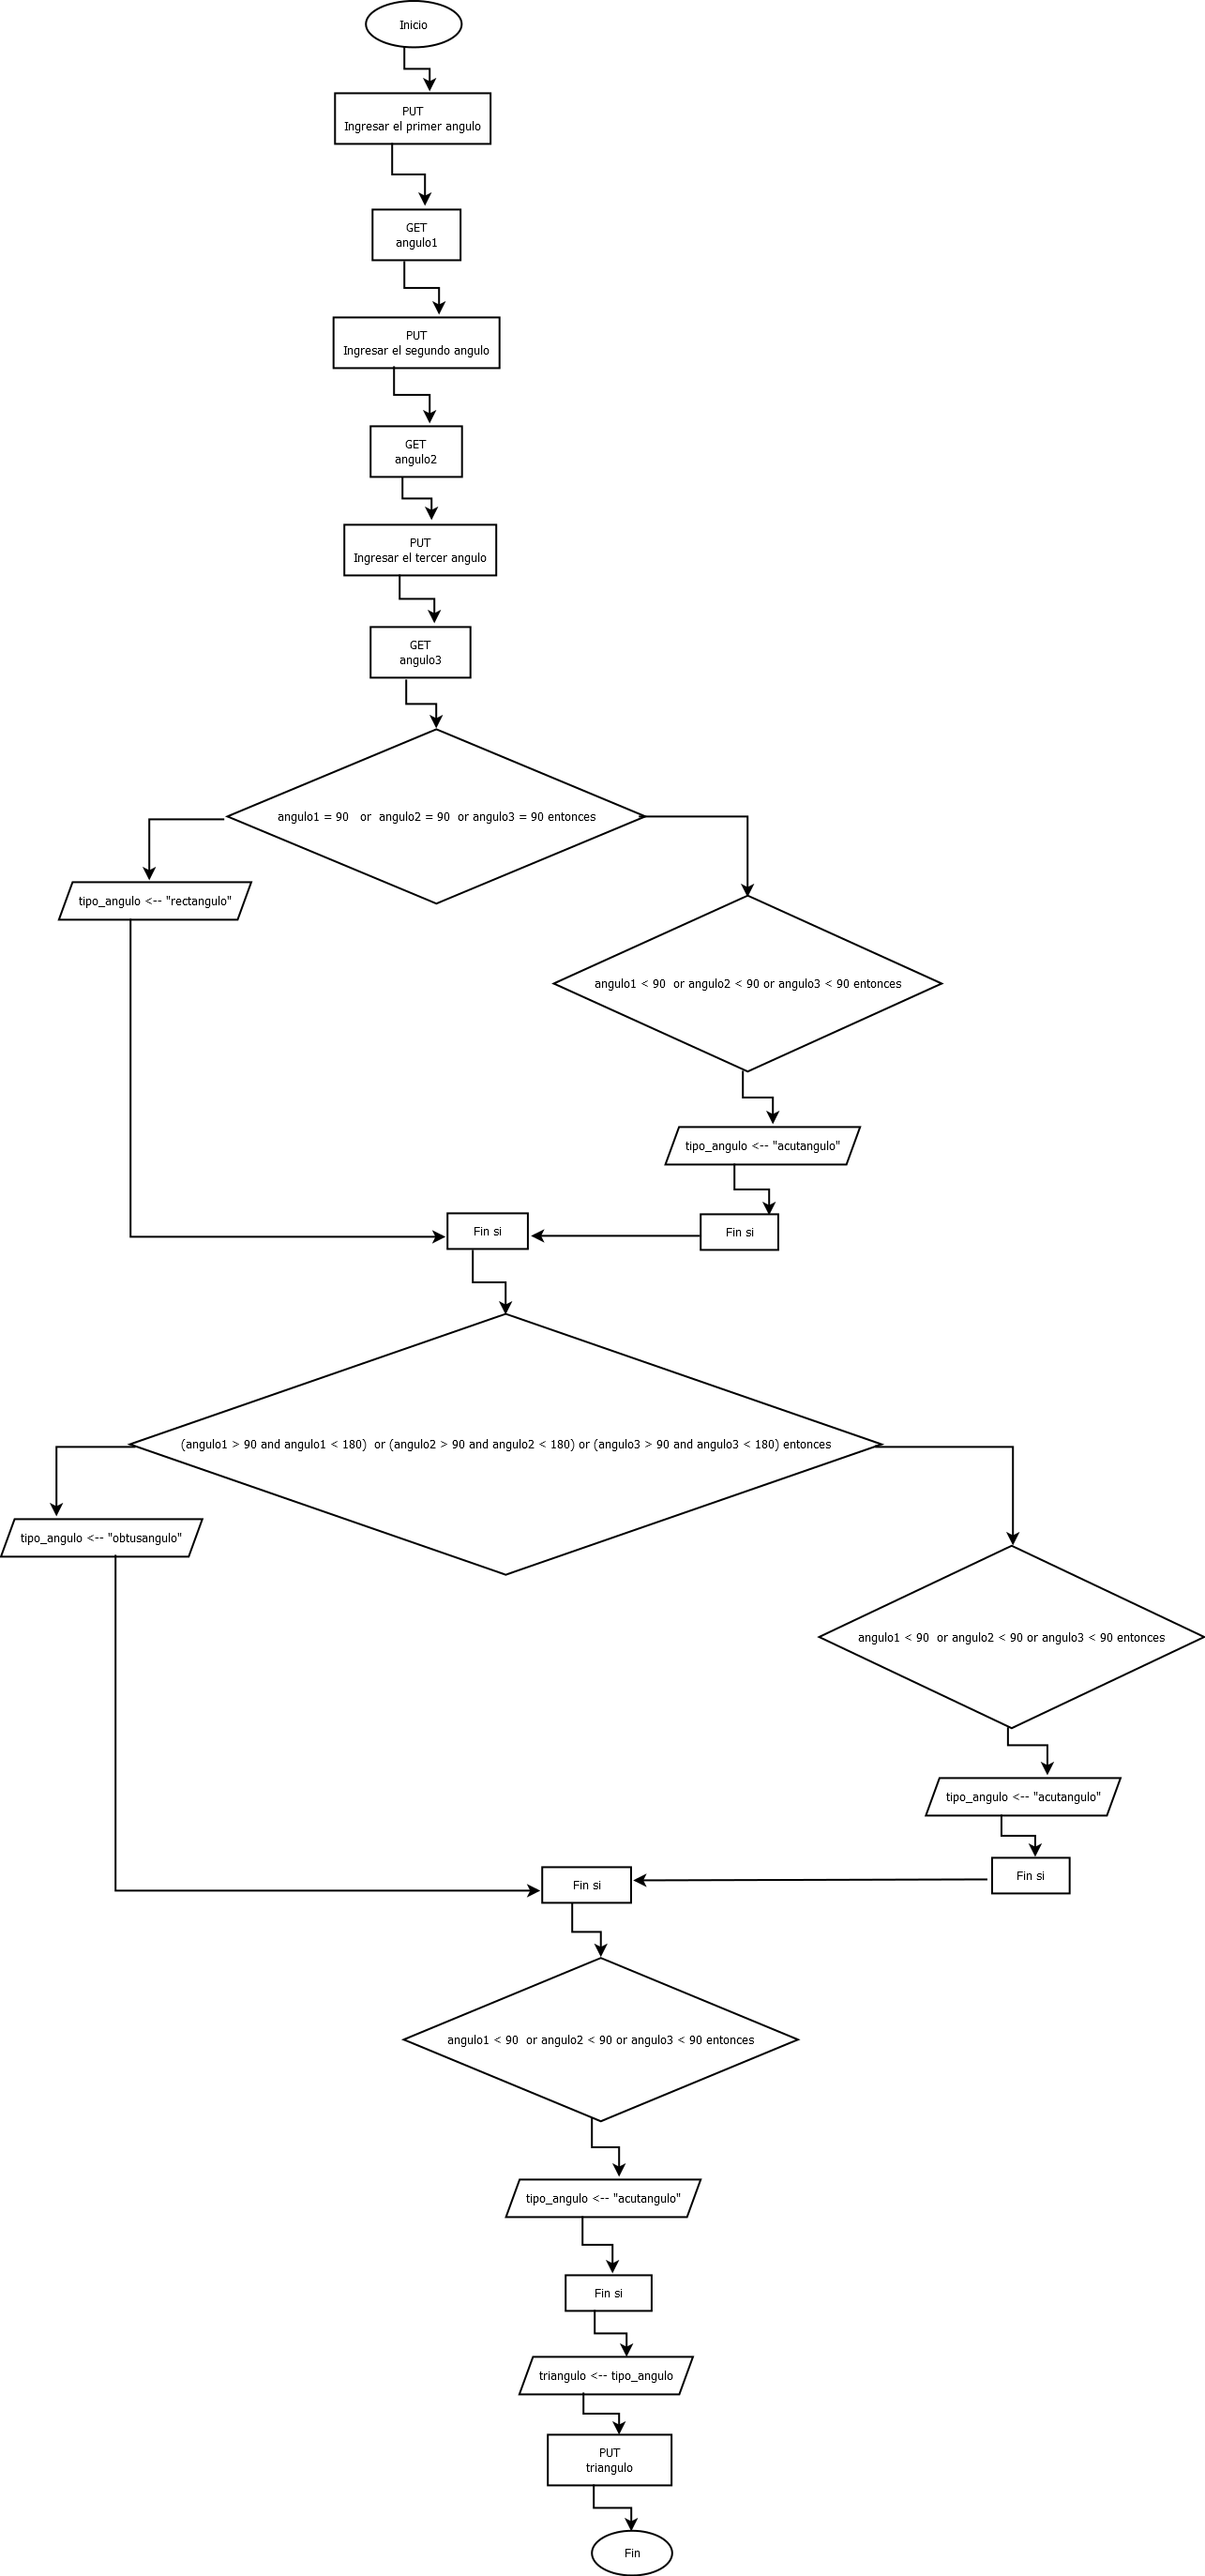 Inicio
PUT
Ingresar el primer angulo
GET
angulo1
PUT
Ingresar el segundo angulo
GET
angulo2
PUT
Ingresar el tercer angulo
GET
angulo3
angulo1 = 90   or  angulo2 = 90  or angulo3 = 90 entonces
tipo_angulo <-- "rectangulo"
angulo1 < 90  or angulo2 < 90 or angulo3 < 90 entonces
tipo_angulo <-- "acutangulo"
Fin si
Fin si
(angulo1 > 90 and angulo1 < 180)  or (angulo2 > 90 and angulo2 < 180) or (angulo3 > 90 and angulo3 < 180) entonces
tipo_angulo <-- "obtusangulo"
angulo1 < 90  or angulo2 < 90 or angulo3 < 90 entonces
tipo_angulo <-- "acutangulo"
Fin si
Fin si
angulo1 < 90  or angulo2 < 90 or angulo3 < 90 entonces
tipo_angulo <-- "acutangulo"
Fin si
triangulo <-- tipo_angulo
PUT
triangulo
Fin